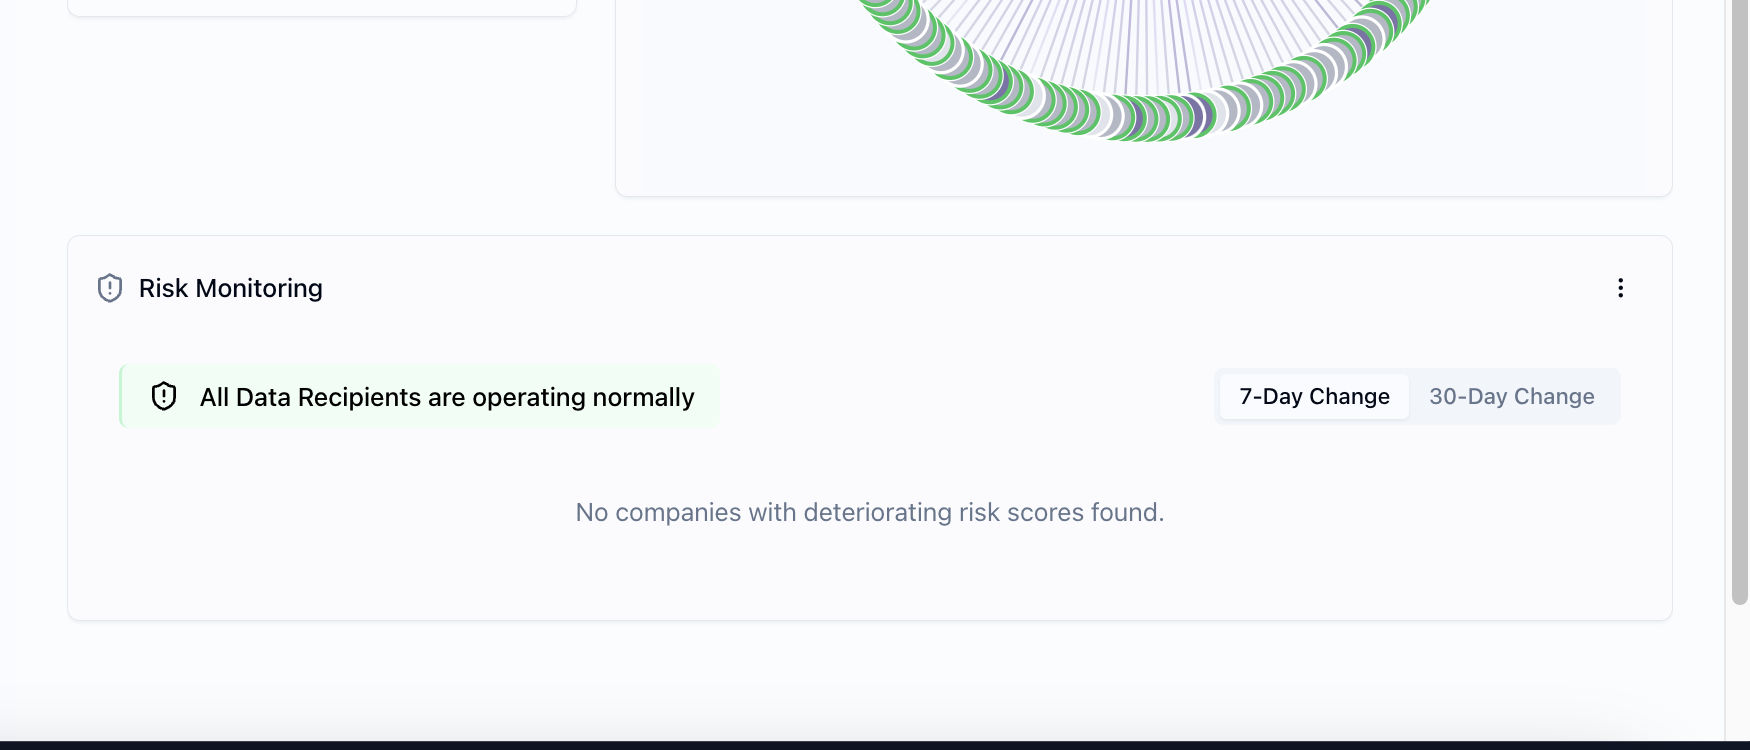 Risk Monitoring
All Data Recipients are operating normally
7-Day Change
30-Day Change
No companies with deteriorating risk scores found.